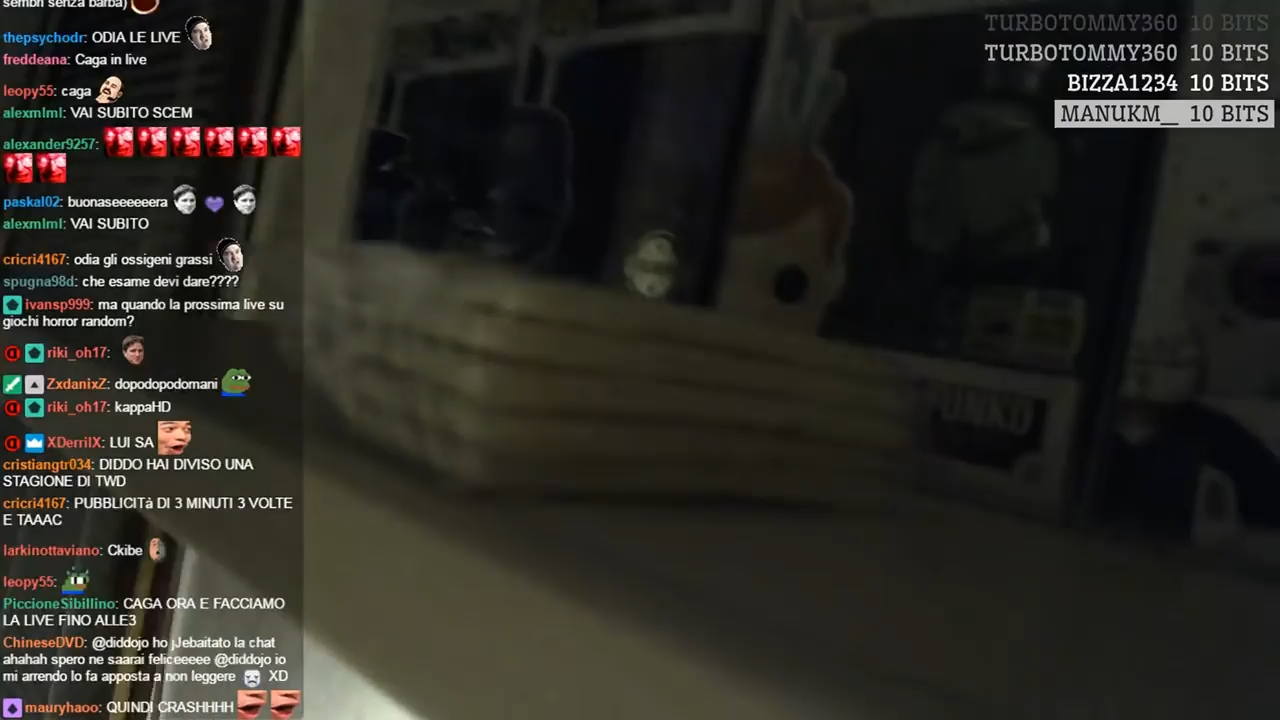 sembri senza barba)
thepsychodr: ODIA LE LIVE
freddeana: Caga in live
leopy55: caga
alexmlml: VAI SUBITO SCEM
alexander9257:
paskal02: buonaseeeeeera
alexmlml: VAI SUBITO
cricri4167: odia gli ossigeni grassi
spugna98d: che esame devi dare????
ivansp999: ma quando la prossima live su
giochi horror random?
riki_oh17:
ZxdanixZ: dopodopodomani
riki_oh17: kappaHD
XDerrilX: LUI SA
cristiangtr034: DIDDO HAI DIVISO UNA
STAGIONE DI TWD
cricri4167: PUBBLICITà DI 3 MINUTI 3 VOLTE
E TAAAC
larkinottaviano: Ckibe
leopy55:
PiccioneSibillino: CAGA ORA E FACCIAMO
LA LIVE FINO ALLE3
ChineseDVD: @diddojo ho jJebaitato la chat
ahahah spero ne saarai feliceeeeee @diddojo io
mi arrendo lo fa apposta a non leggere XD
mauryhaoo: QUINDI CRASHHHH
TURBOTOMMY360 10 BITS
TURBOTOMMY360 10 BITS
BIZZA1234 10 BITS
MANUKM_ 10 BITS
FUNKO